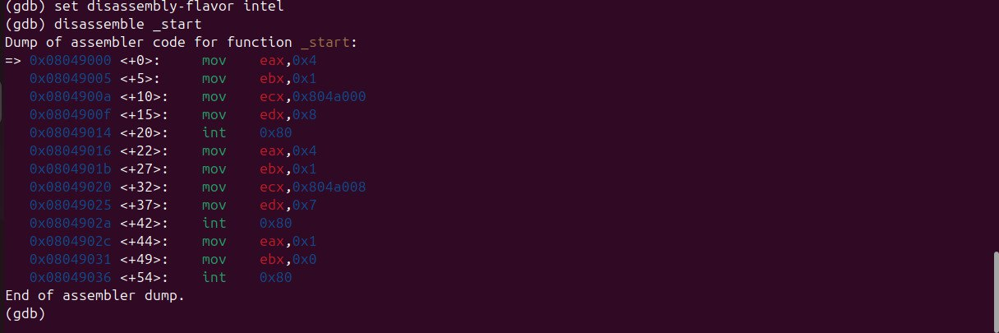 (gdb) set disassembly-flavor intel
(gdb) disassemble _start
Dump of assembler code for function _start:
=> 0x08049000 <+0>:     mov    eax,0x4
   0x08049005 <+5>:     mov    ebx,0x1
   0x0804900a <+10>:    mov    ecx,0x804a000
   0x0804900f <+15>:    mov    edx,0x8
   0x08049014 <+20>:    int    0x80
   0x08049016 <+22>:    mov    eax,0x4
   0x0804901b <+27>:    mov    ebx,0x1
   0x08049020 <+32>:    mov    ecx,0x804a008
   0x08049025 <+37>:    mov    edx,0x7
   0x0804902a <+42>:    int    0x80
   0x0804902c <+44>:    mov    eax,0x1
   0x08049031 <+49>:    mov    ebx,0x0
   0x08049036 <+54>:    int    0x80
End of assembler dump.
(gdb)